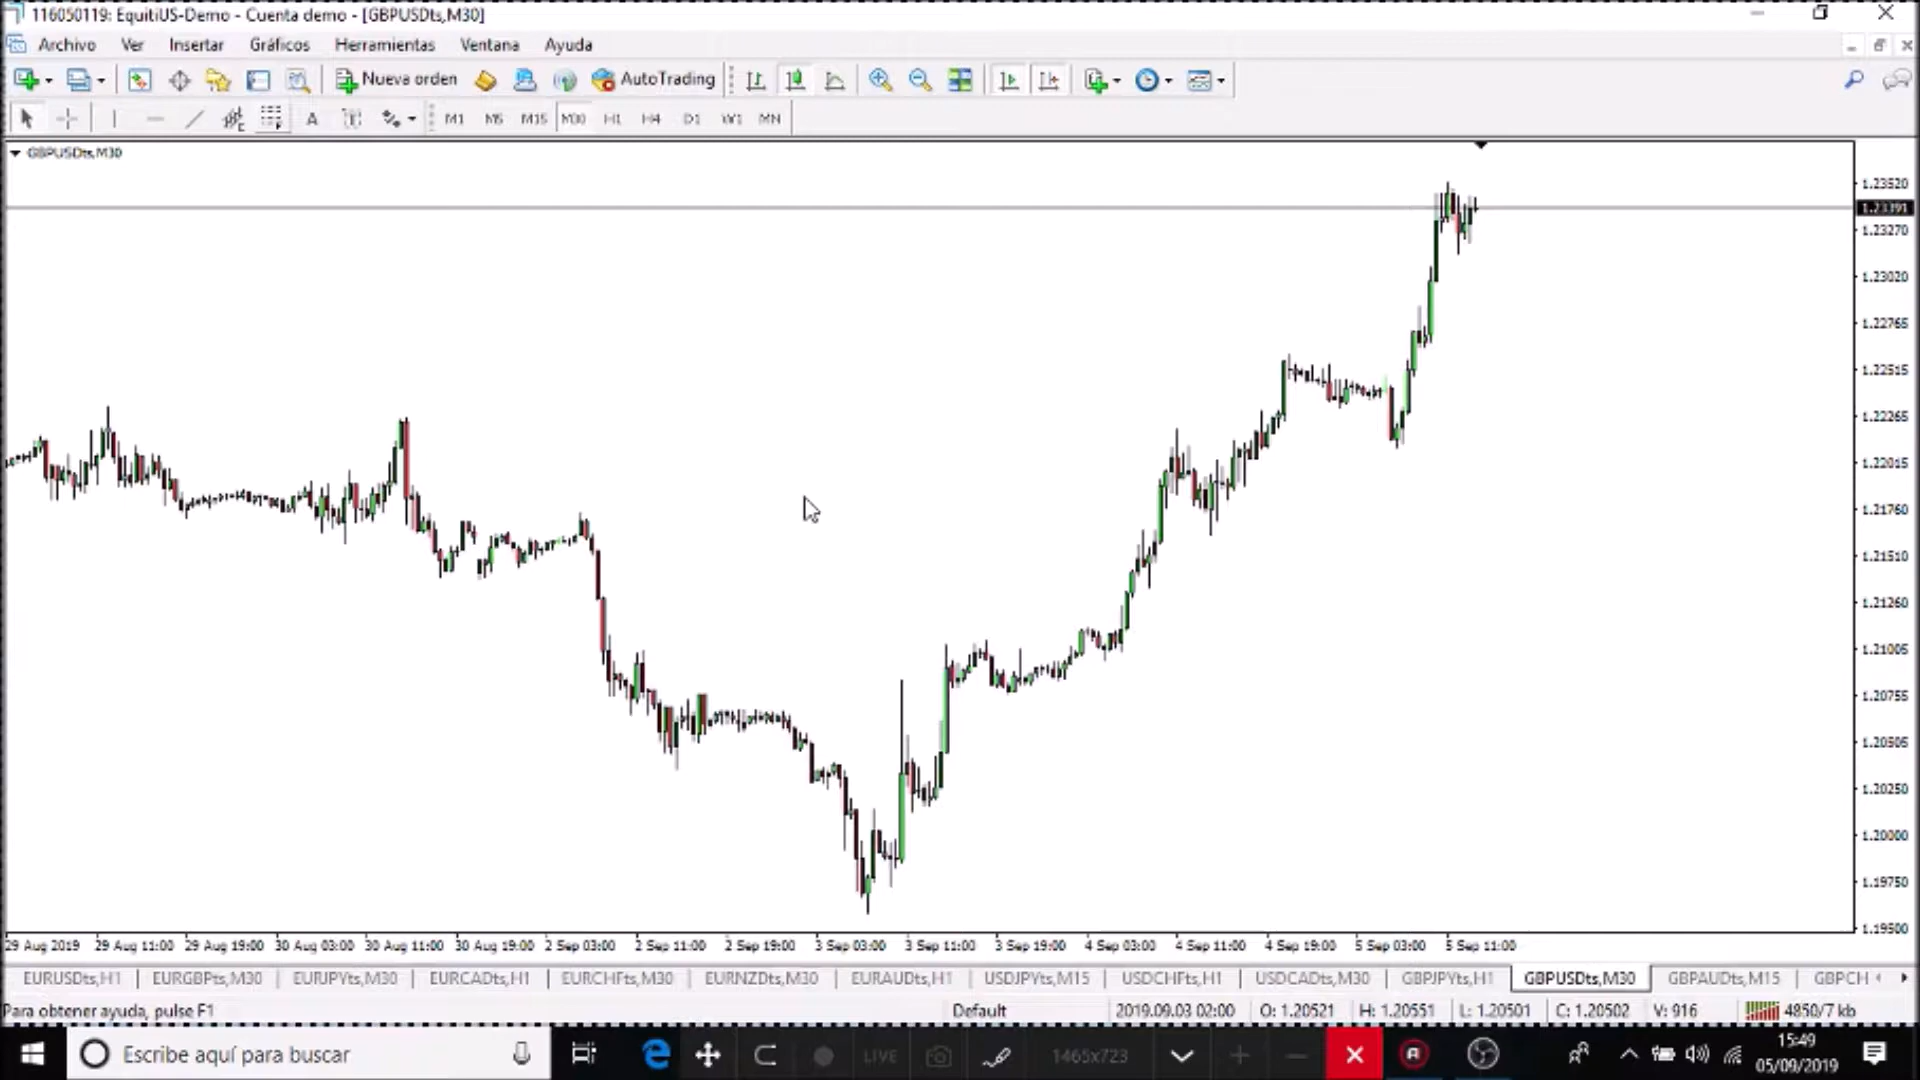 116050119: EquitiUS-Demo - Cuenta demo - [GBPUSDts,M30]
Archivo Ver Insertar Gráficos Herramientas Ventana Ayuda
Nueva orden AutoTrading
A T M1 M5 M15 M30 H1 H4 D1 W1 MN
GBPUSDts,M30
1.23520
1.23391
1.23270
1.23020
1.22765
1.22515
1.22265
1.22015
1.21760
1.21510
1.21260
1.21005
1.20755
1.20505
1.20250
1.20000
1.19750
1.19500
29 Aug 2019 29 Aug 11:00 29 Aug 19:00 30 Aug 03:00 30 Aug 11:00 30 Aug 19:00 2 Sep 03:00 2 Sep 11:00 2 Sep 19:00 3 Sep 03:00 3 Sep 11:00 3 Sep 19:00 4 Sep 03:00 4 Sep 11:00 4 Sep 19:00 5 Sep 03:00 5 Sep 11:00
EURUSDts,H1 EURGBPts,M30 EURJPYts,M30 EURCADts,H1 EURCHFts,M30 EURNZDts,M30 EURAUDts,H1 USDJPYts,M15 USDCHFts,H1 USDCADts,M30 GBPJPYts,H1 GBPUSDts,M30 GBPAUDts,M15 GBPCH
Para obtener ayuda, pulse F1 Default 2019.09.03 02:00 O: 1.20521 H: 1.20551 L: 1.20501 C: 1.20502 V: 916 4850/7 kb
Escribe aquí para buscar LIVE 1465x723 15:49
05/09/2019